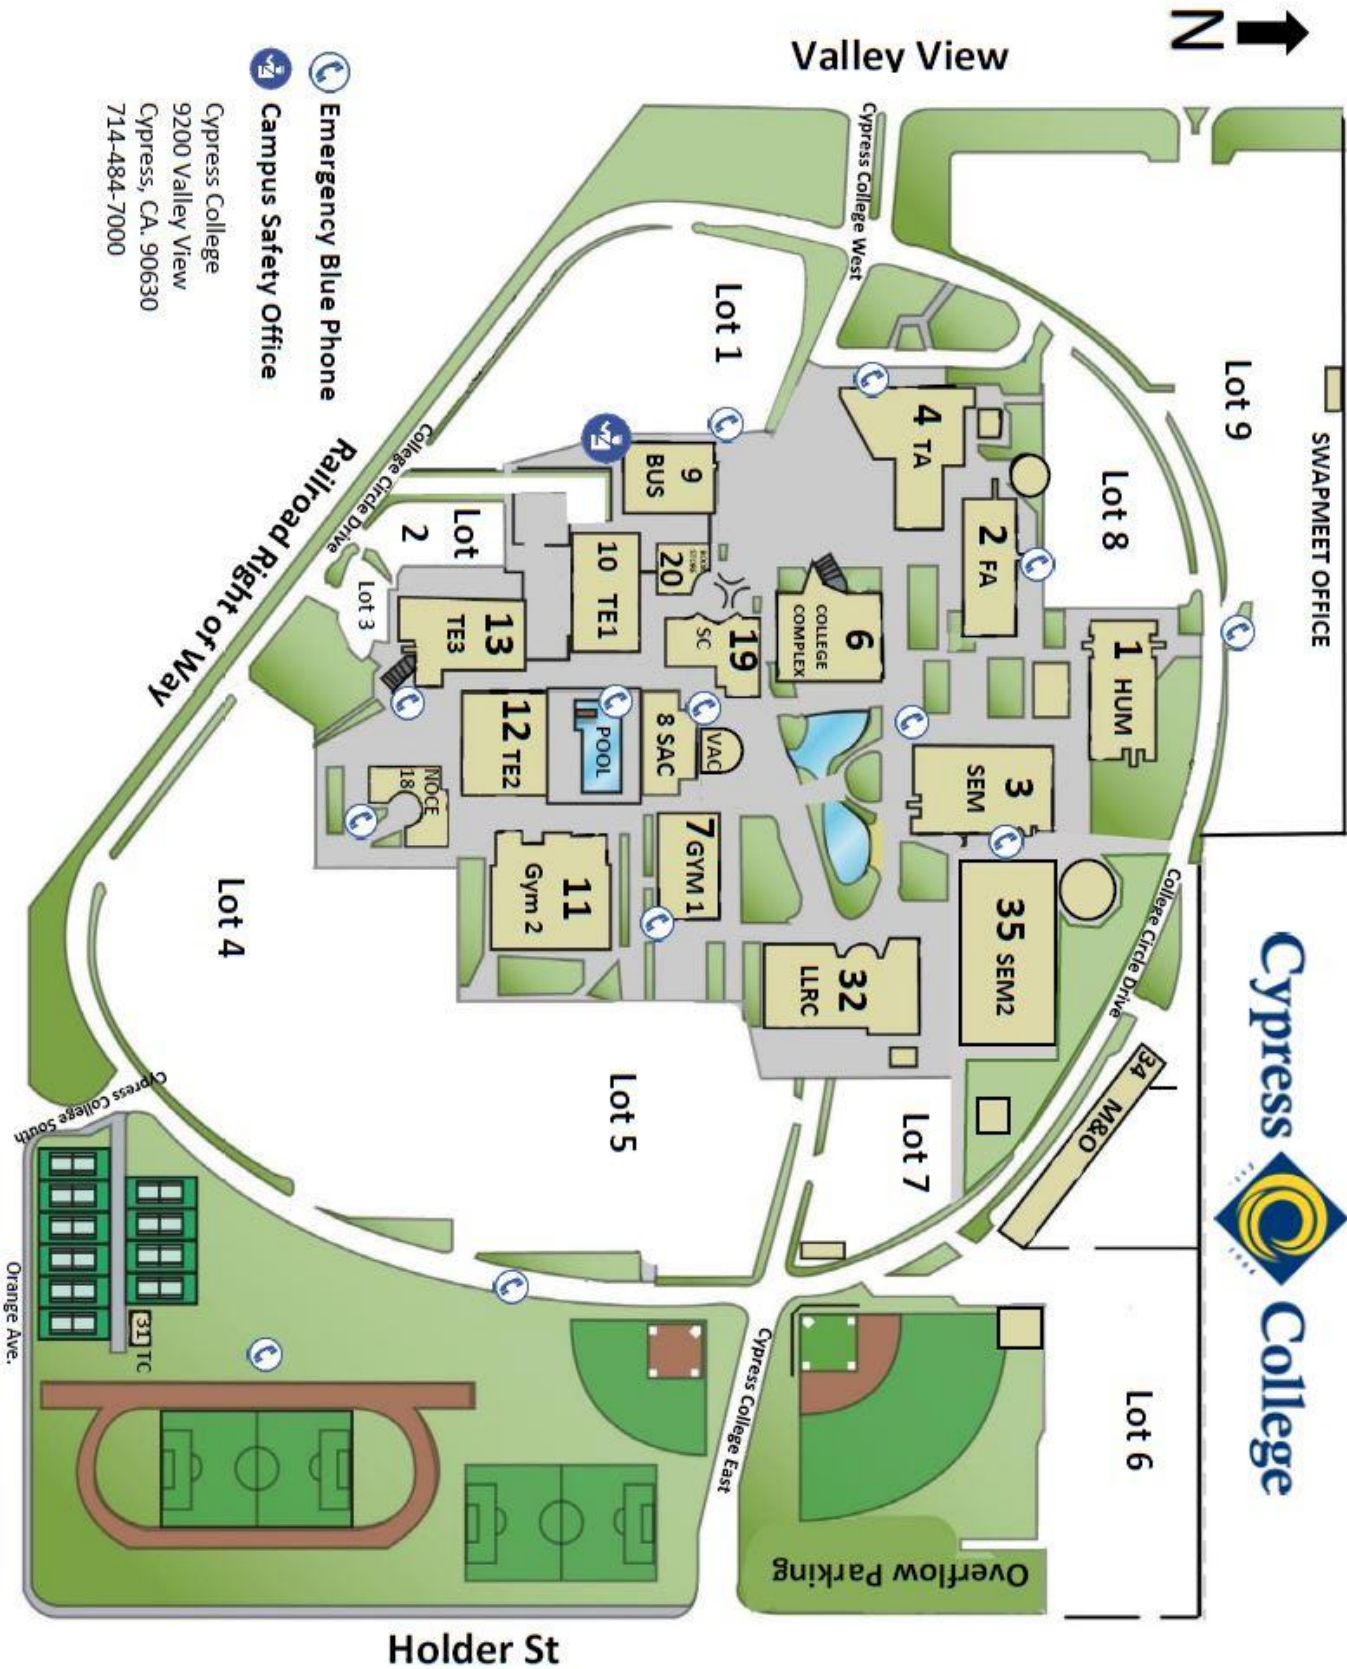 N
Valley View
Emergency Blue Phone
Campus Safety Office
Cypress College
9200 Valley View
Cypress, CA. 90630
714-484-7000
Cypress College
Cypress College West
College Circle Drive
Railroad Right of Way
College Circle Drive
Cypress College South
Cypress College East
Orange Ave.
Holder St
SWAPMEET OFFICE
Lot 9
Lot 8
Lot 1
Lot
2
Lot 3
Lot 4
Lot 5
Lot 7
Lot 6
Overflow Parking
4 TA
2 FA
1 HUM
9
BUS
10 TE1
20
6
COLLEGE
COMPLEX
19
SC
13
TE3
12 TE2
POOL
8 SAC
VAC
3
SEM
NOCE
18
11
Gym 2
7 GYM 1
35 SEM2
32
LLRC
34 M&O
31 TC